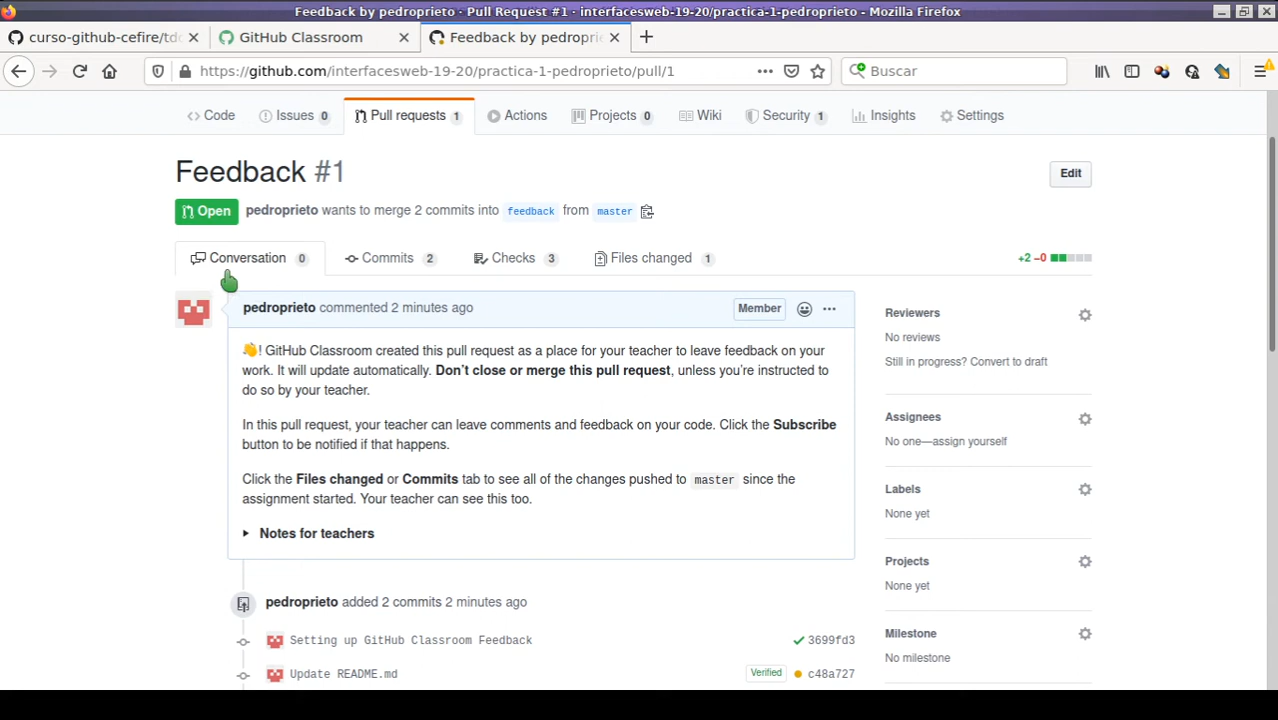 Feedback by pedroprieto · Pull Request #1 · interfacesweb-19-20/practica-1-pedroprieto - Mozilla Firefox
curso-github-cefire/tdc GitHub Classroom Feedback by pedroprie
https://github.com/interfacesweb-19-20/practica-1-pedroprieto/pull/1 Buscar
Code Issues 0 Pull requests 1 Actions Projects 0 Wiki Security 1 Insights Settings
Feedback #1
Edit
Open pedroprieto wants to merge 2 commits into feedback from master
Conversation 0 Commits 2 Checks 3 Files changed 1 +2 −0
pedroprieto commented 2 minutes ago Member
👋! GitHub Classroom created this pull request as a place for your teacher to leave feedback on your
work. It will update automatically. Don’t close or merge this pull request, unless you’re instructed to
do so by your teacher.
In this pull request, your teacher can leave comments and feedback on your code. Click the Subscribe
button to be notified if that happens.
Click the Files changed or Commits tab to see all of the changes pushed to master since the
assignment started. Your teacher can see this too.
Notes for teachers
pedroprieto added 2 commits 2 minutes ago
Setting up GitHub Classroom Feedback 3699fd3
Update README.md Verified c48a727
Reviewers
No reviews
Still in progress? Convert to draft
Assignees
No one—assign yourself
Labels
None yet
Projects
None yet
Milestone
No milestone